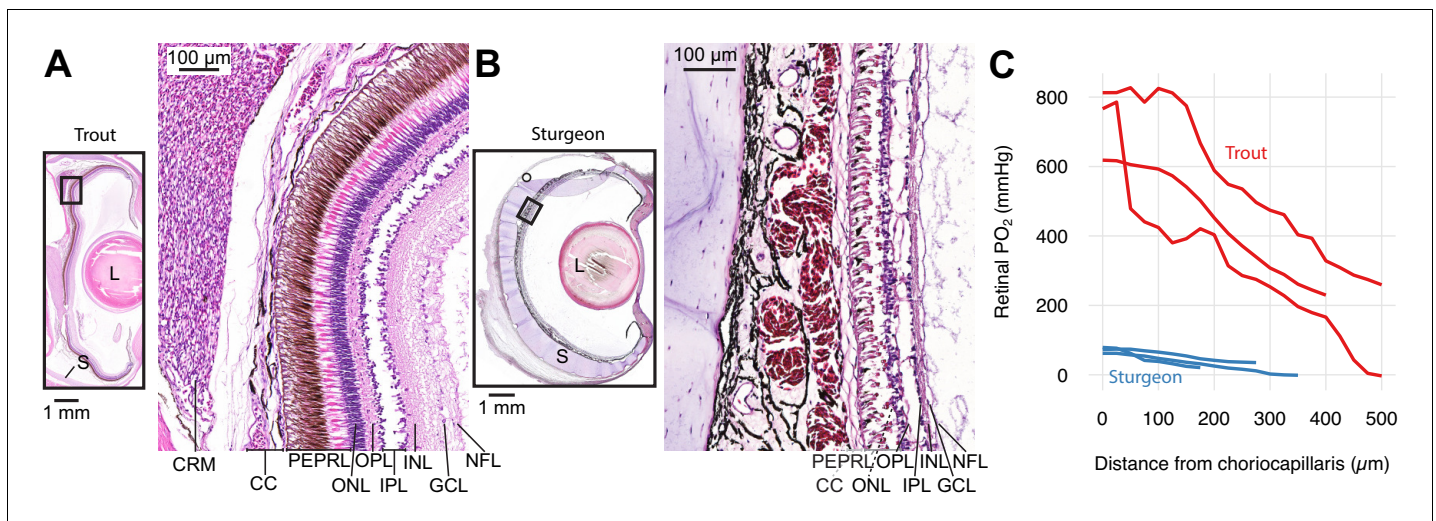 A
100 µm
Trout
L
S
1 mm
CRM
CC
PEPRL
ONL
OPL
IPL
INL
GCL
NFL
B
100 µm
Sturgeon
L
S
1 mm
PEPRL
CC
ONL
OPL
IPL
INL
GCL
NFL
C
Retinal PO2 (mmHg)
800
600
400
200
0
Trout
Sturgeon
0 100 200 300 400 500
Distance from choriocapillaris (µm)